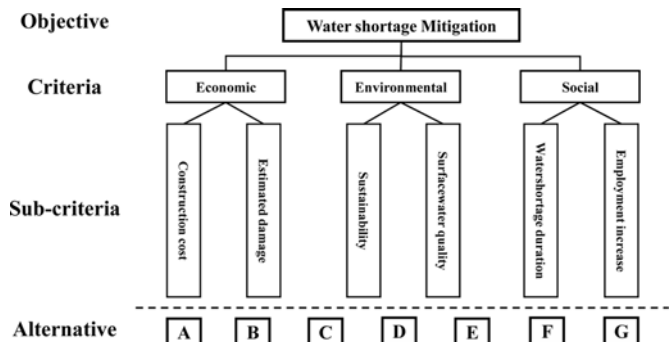 Objective
Water shortage Mitigation
Criteria
Economic
Environmental
Social
Sub-criteria
Construction cost
Estimated damage
Sustainability
Surfacewater quality
Watershortage duration
Employment increase
Alternative
A
B
C
D
E
F
G